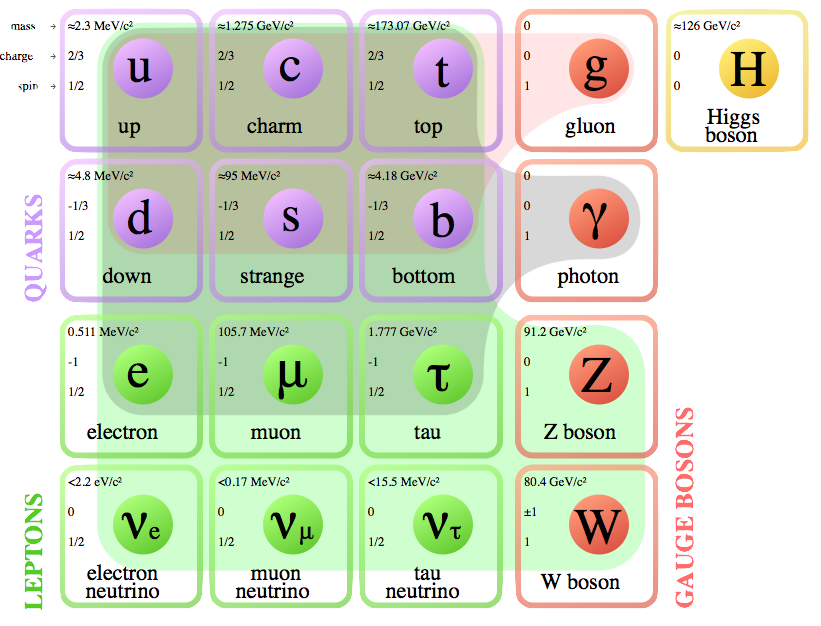 mass → ≈2.3 MeV/c² ≈1.275 GeV/c² ≈173.07 GeV/c² 0 ≈126 GeV/c²
charge → 2/3 2/3 2/3 0 0
spin → 1/2 1/2 1/2 1 0
u c t g H
up charm top gluon Higgs
boson
≈4.8 MeV/c² ≈95 MeV/c² ≈4.18 GeV/c² 0
-1/3 -1/3 -1/3 0
1/2 1/2 1/2 1
d s b γ
down strange bottom photon
QUARKS
0.511 MeV/c² 105.7 MeV/c² 1.777 GeV/c² 91.2 GeV/c²
-1 -1 -1 0
1/2 1/2 1/2 1
e μ τ Z
electron muon tau Z boson
<2.2 eV/c² <0.17 MeV/c² <15.5 MeV/c² 80.4 GeV/c²
0 0 0 ±1
1/2 1/2 1/2 1
νe νμ ντ W
electron muon tau W boson
neutrino neutrino neutrino
LEPTONS
GAUGE BOSONS